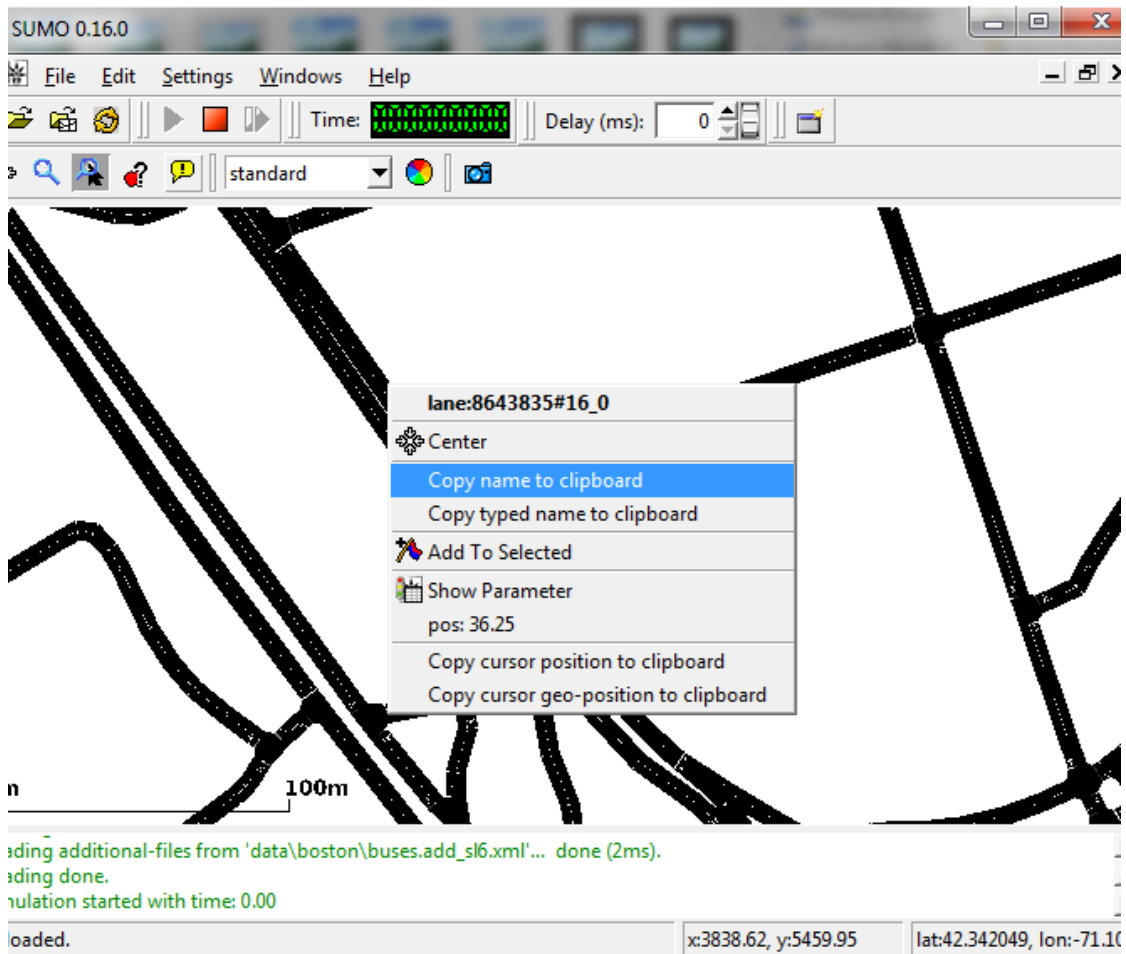 SUMO 0.16.0
File Edit Settings Windows Help
Time: Delay (ms): 0
standard
lane:8643835#16_0
Center
Copy name to clipboard
Copy typed name to clipboard
Add To Selected
Show Parameter
pos: 36.25
Copy cursor position to clipboard
Copy cursor geo-position to clipboard
100m
ading additional-files from 'data\boston\buses.add_sl6.xml'... done (2ms).
ading done.
nulation started with time: 0.00
loaded. x:3838.62, y:5459.95 lat:42.342049, lon:-71.10